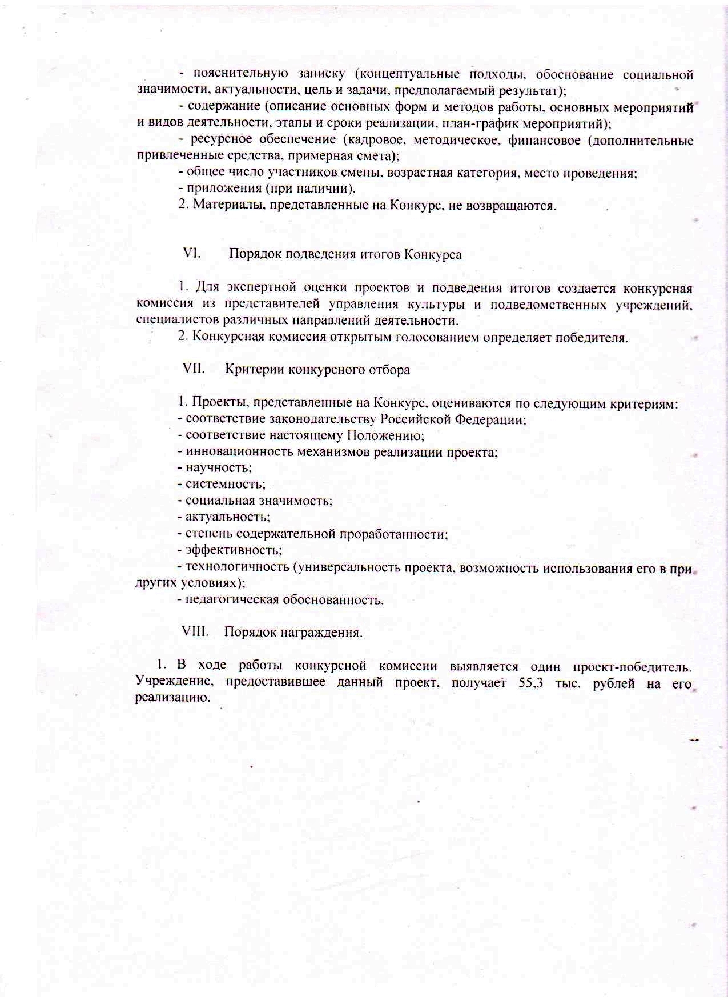 - пояснительную записку (концептуальные подходы, обоснование социальной
значимости, актуальности, цель и задачи, предполагаемый результат);
- содержание (описание основных форм и методов работы, основных мероприятий
и видов деятельности, этапы и сроки реализации, план-график мероприятий);
- ресурсное обеспечение (кадровое, методическое, финансовое (дополнительные
привлеченные средства, примерная смета);
- общее число участников смены, возрастная категория, место проведения;
- приложения (при наличии).
2. Материалы, представленные на Конкурс, не возвращаются.
VI. Порядок подведения итогов Конкурса
1. Для экспертной оценки проектов и подведения итогов создается конкурсная
комиссия из представителей управления культуры и подведомственных учреждений,
специалистов различных направлений деятельности.
2. Конкурсная комиссия открытым голосованием определяет победителя.
VII. Критерии конкурсного отбора
1. Проекты, представленные на Конкурс, оцениваются по следующим критериям:
- соответствие законодательству Российской Федерации;
- соответствие настоящему Положению;
- инновационность механизмов реализации проекта;
- научность;
- системность;
- социальная значимость;
- актуальность;
- степень содержательной проработанности;
- эффективность;
- технологичность (универсальность проекта, возможность использования его в при
других условиях);
- педагогическая обоснованность.
VIII. Порядок награждения.
1. В ходе работы конкурсной комиссии выявляется один проект-победитель.
Учреждение, предоставившее данный проект, получает 55,3 тыс. рублей на его
реализацию.